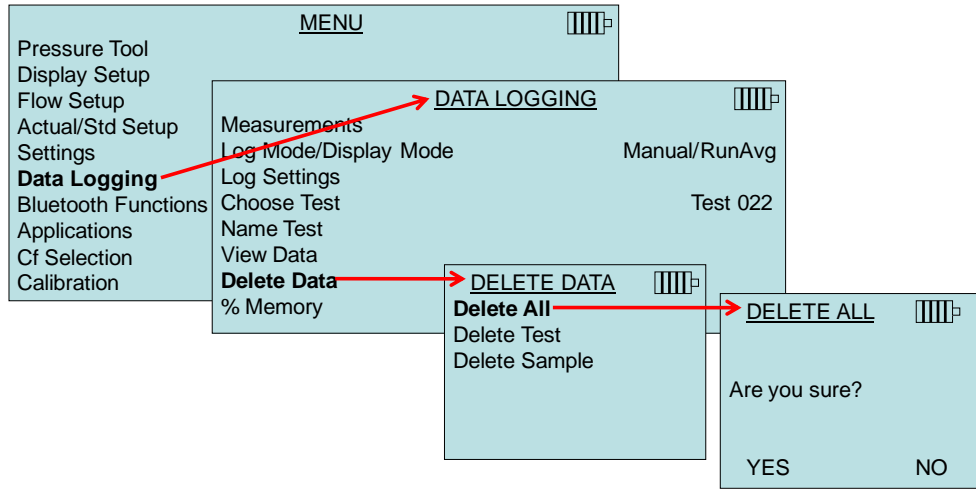 MENU
Pressure Tool
Display Setup
Flow Setup
Actual/Std Setup
Settings
Data Logging
Bluetooth Functions
Applications
Cf Selection
Calibration
DATA LOGGING
Measurements
Log Mode/Display Mode Manual/RunAvg
Log Settings
Choose Test Test 022
Name Test
View Data
Delete Data
% Memory
DELETE DATA
Delete All
Delete Test
Delete Sample
DELETE ALL
Are you sure?
YES NO